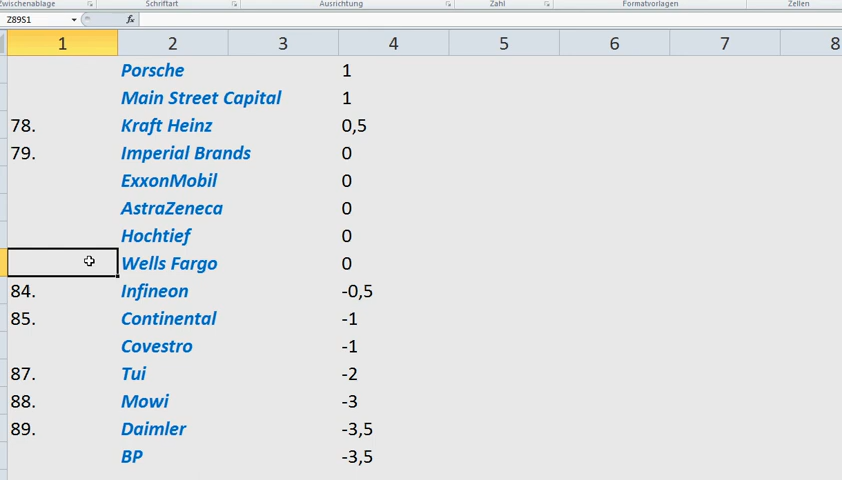 Zwischenablage Schriftart Ausrichtung Zahl Formatvorlagen Zellen
Z89S1 fx
1 2 3 4 5 6 7 8
Porsche 1
Main Street Capital 1
78. Kraft Heinz 0,5
79. Imperial Brands 0
ExxonMobil 0
AstraZeneca 0
Hochtief 0
Wells Fargo 0
84. Infineon -0,5
85. Continental -1
Covestro -1
87. Tui -2
88. Mowi -3
89. Daimler -3,5
BP -3,5